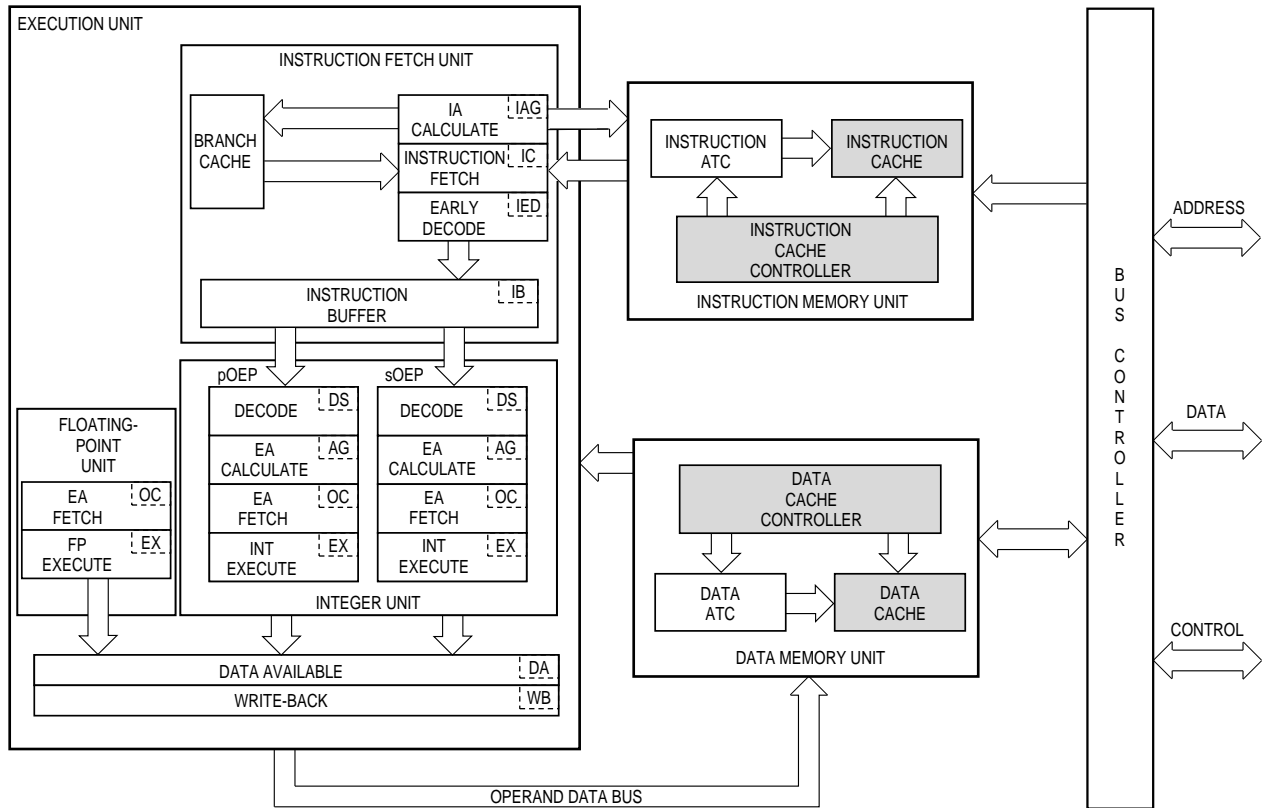 EXECUTION UNIT
INSTRUCTION FETCH UNIT
BRANCH
CACHE
IA
CALCULATE
IAG
INSTRUCTION
FETCH
IC
EARLY
DECODE
IED
INSTRUCTION
BUFFER
IB
pOEP
sOEP
DECODE
DS
EA
CALCULATE
AG
EA
FETCH
OC
INT
EXECUTE
EX
DECODE
DS
EA
CALCULATE
AG
EA
FETCH
OC
INT
EXECUTE
EX
INTEGER UNIT
FLOATING-
POINT
UNIT
EA
FETCH
OC
FP
EXECUTE
EX
DATA AVAILABLE
DA
WRITE-BACK
WB
INSTRUCTION
ATC
INSTRUCTION
CACHE
INSTRUCTION
CACHE
CONTROLLER
INSTRUCTION MEMORY UNIT
DATA
CACHE
CONTROLLER
DATA
ATC
DATA
CACHE
DATA MEMORY UNIT
OPERAND DATA BUS
BUS CONTROLLER
ADDRESS
DATA
CONTROL